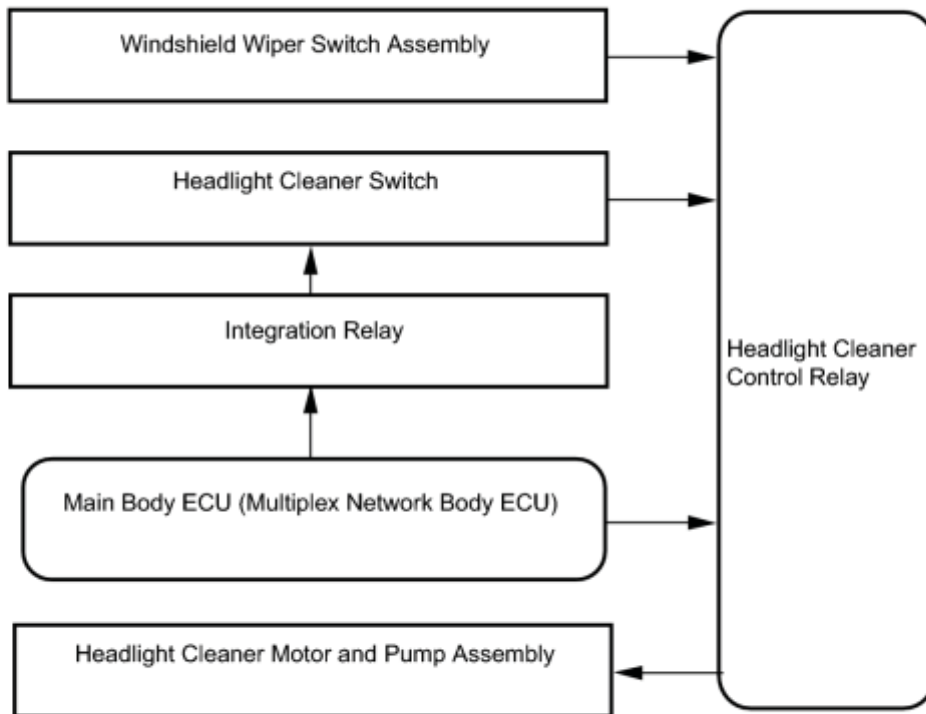 Windshield Wiper Switch Assembly
Headlight Cleaner Switch
Integration Relay
Headlight Cleaner
Control Relay
Main Body ECU (Multiplex Network Body ECU)
Headlight Cleaner Motor and Pump Assembly